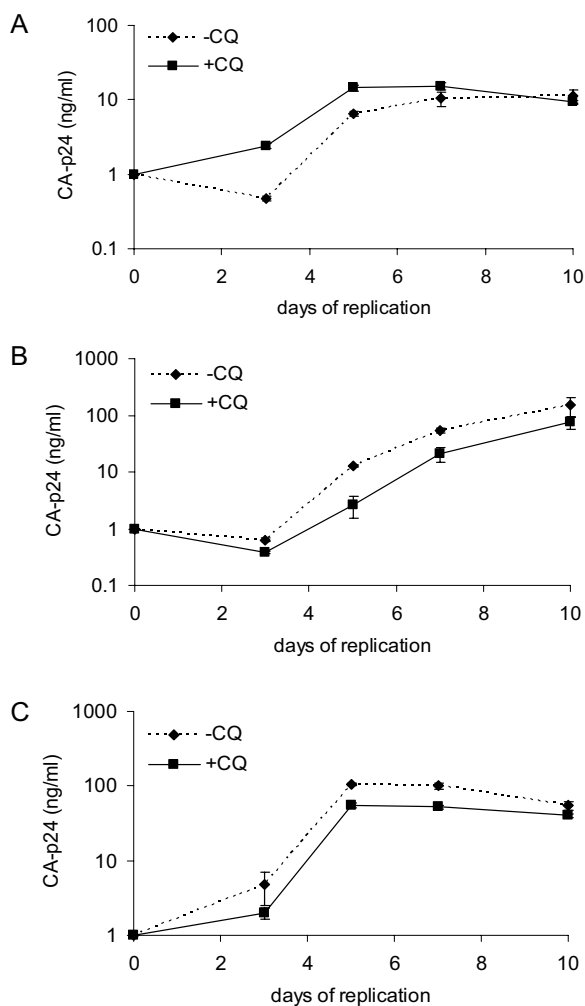 A
-CQ
+CQ
CA-p24 (ng/ml)
100
10
1
0.1
0 2 4 6 8 10
days of replication
B
-CQ
+CQ
CA-p24 (ng/ml)
1000
100
10
1
0.1
0 2 4 6 8 10
days of replication
C
-CQ
+CQ
CA-p24 (ng/ml)
1000
100
10
1
0 2 4 6 8 10
days of replication